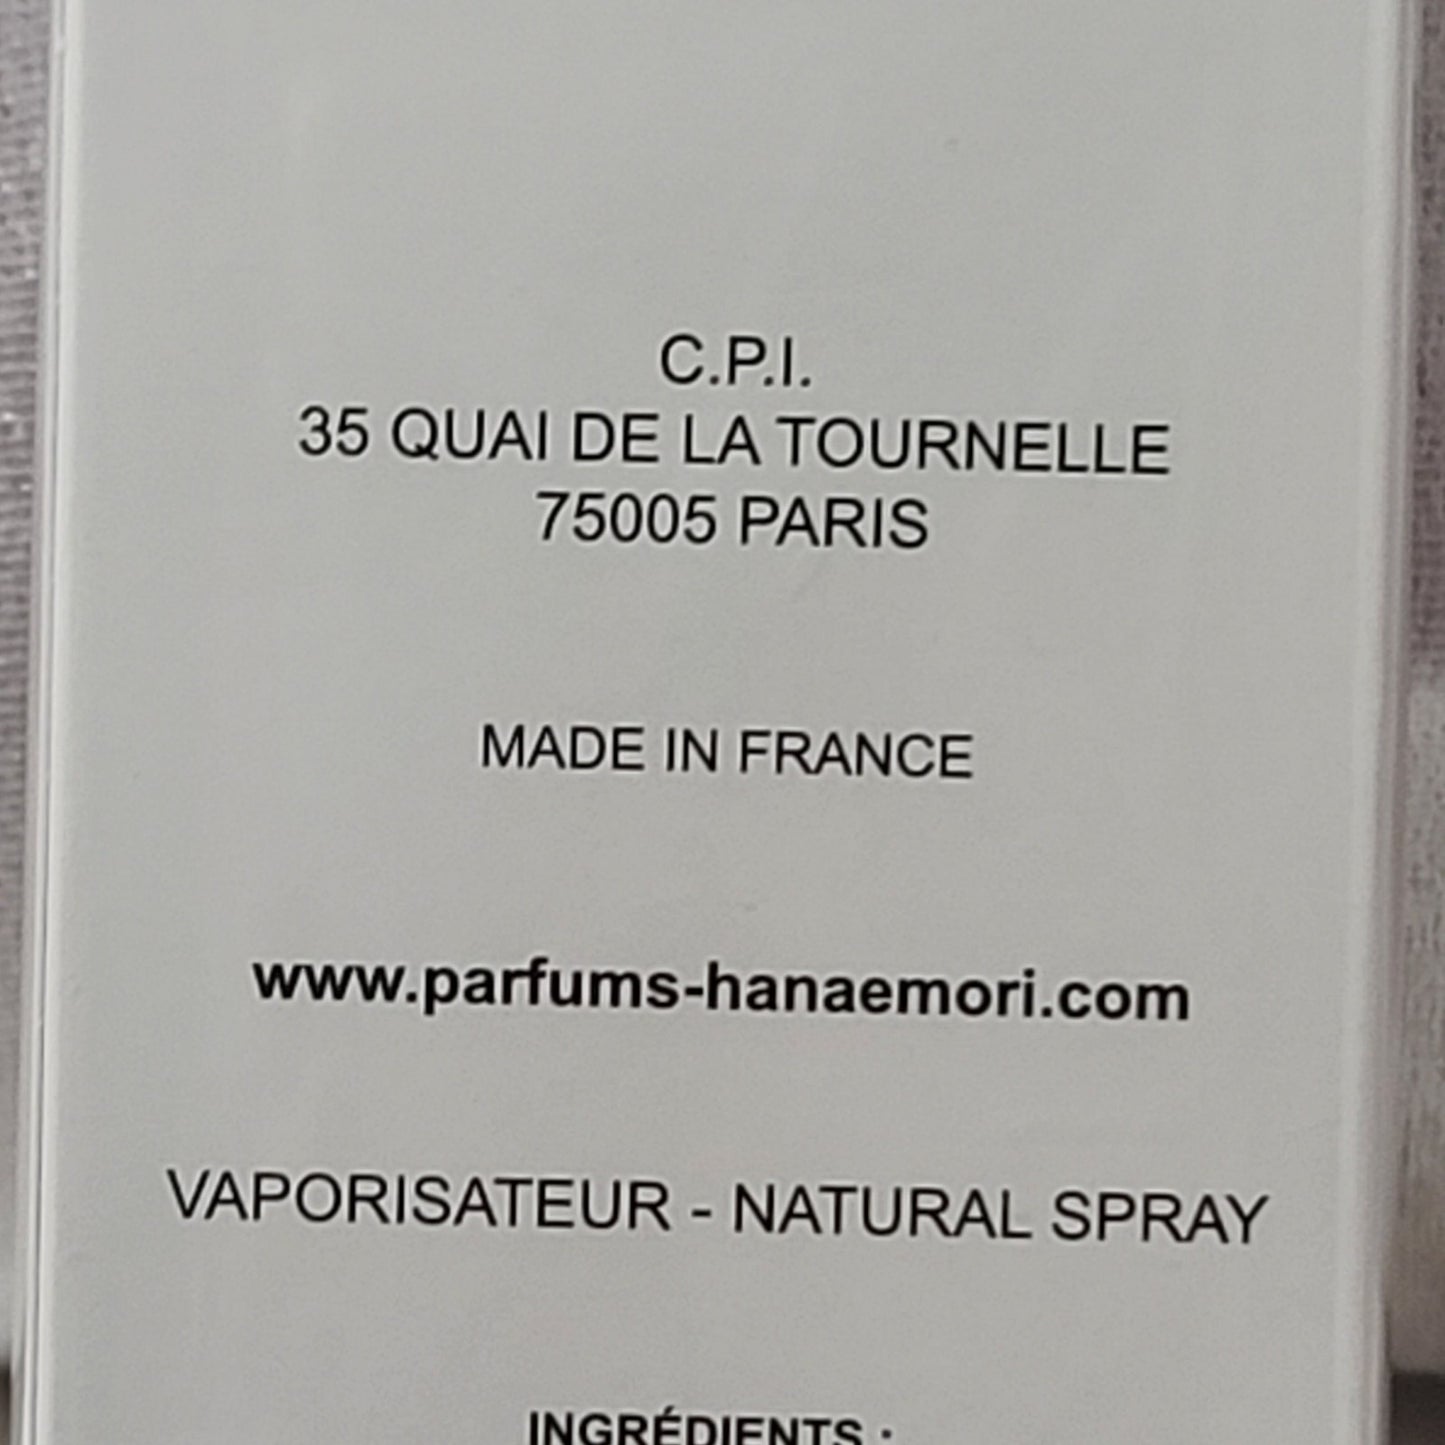 C.P.I.
35 QUAI DE LA TOURNELLE
75005 PARIS
MADE IN FRANCE
www.parfums-hanaemori.com
VAPORISATEUR - NATURAL SPRAY
INGRÉDIENTS :